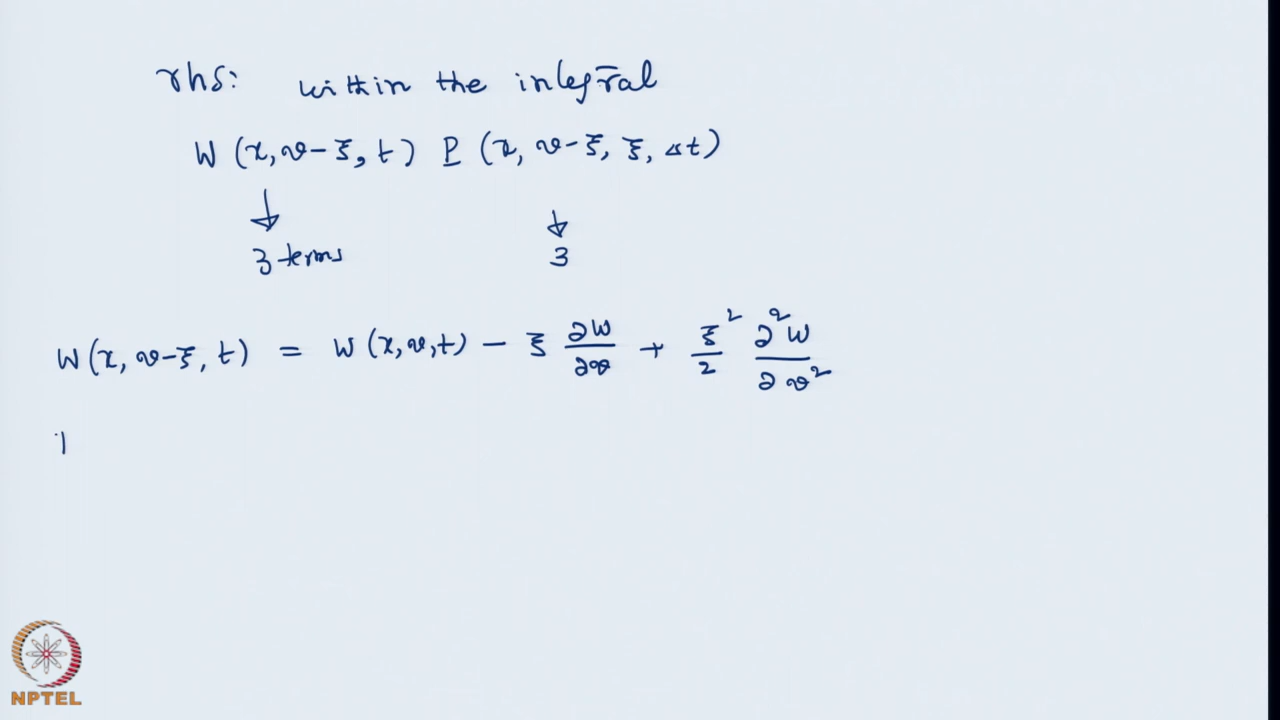 rhs: within the integral
W (x, v-ξ, t) P (x, v-ξ, ξ, Δt)
↓ ↓
3 terms 3
W(x, v-ξ, t) = W(x,v,t) - ξ ∂W/∂v + ξ²/2 ∂²W/∂v²
NPTEL